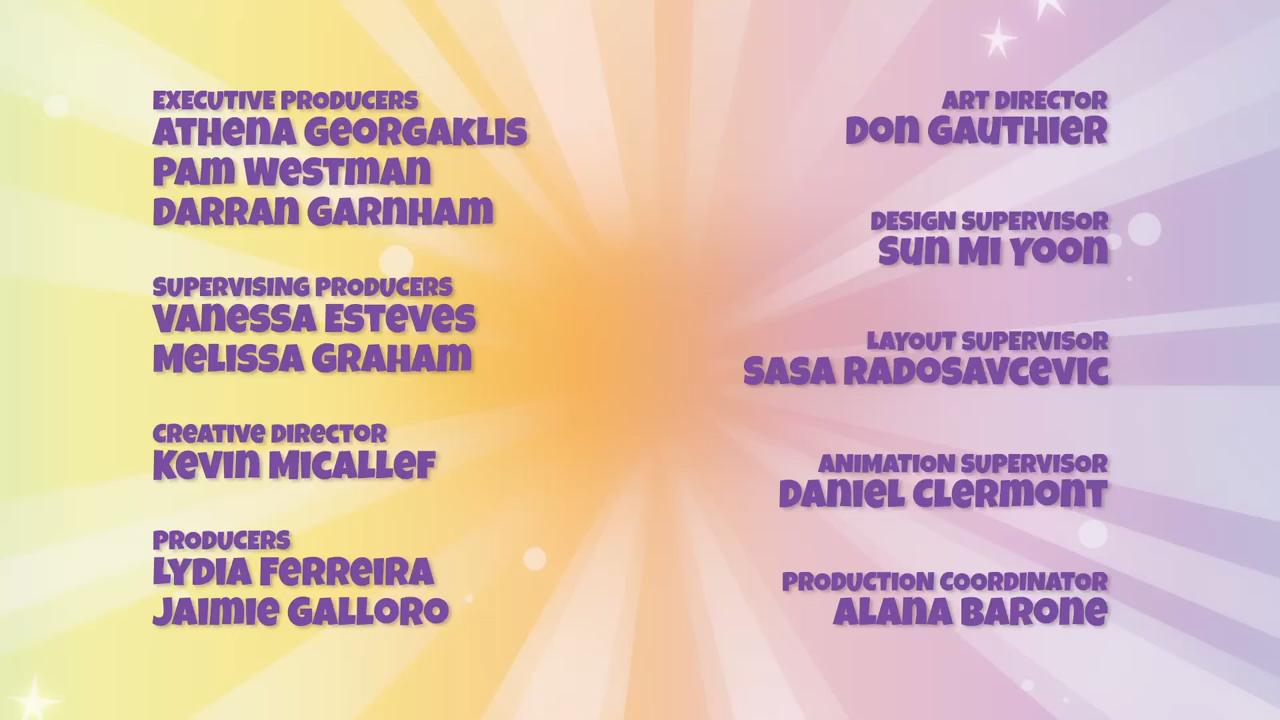 EXECUTIVE PRODUCERS
ATHENA GEORGAKLIS
PAM WESTMAN
DARRAN GARNHAM
SUPERVISING PRODUCERS
VANESSA ESTEVES
MELISSA GRAHAM
CREATIVE DIRECTOR
KEVIN MICALLEF
PRODUCERS
LYDIA FERREIRA
JAIMIE GALLORO
ART DIRECTOR
DON GAUTHIER
DESIGN SUPERVISOR
SUN MI YOON
LAYOUT SUPERVISOR
SASA RADOSAVCEVIC
ANIMATION SUPERVISOR
DANIEL CLERMONT
PRODUCTION COORDINATOR
ALANA BARONE